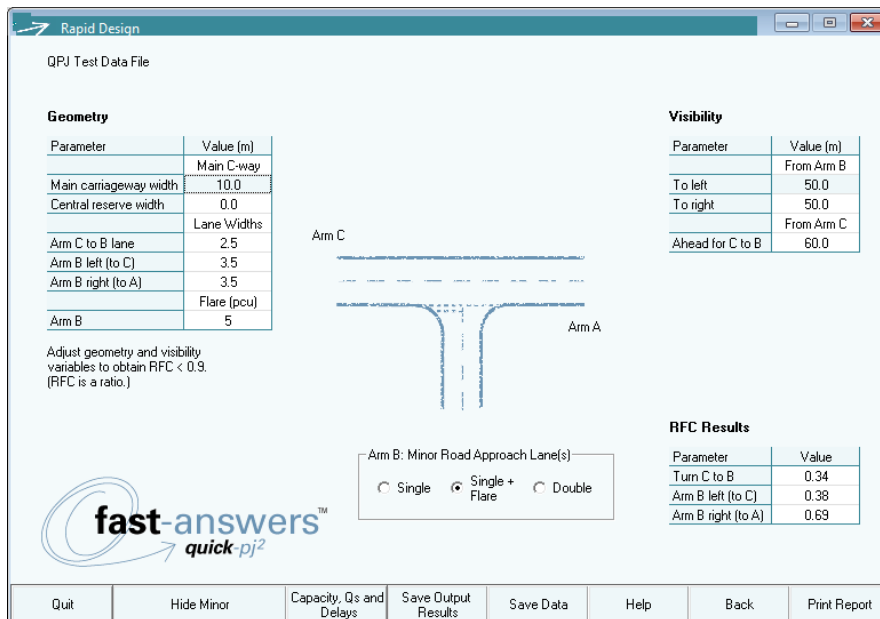 Rapid Design
QPJ Test Data File
Geometry
Parameter Value (m)
Main C-way
Main carriageway width 10.0
Central reserve width 0.0
Lane Widths
Arm C to B lane 2.5
Arm B left (to C) 3.5
Arm B right (to A) 3.5
Flare (pcu)
Arm B 5
Adjust geometry and visibility
variables to obtain RFC < 0.9.
(RFC is a ratio.)
Arm C
Arm A
Visibility
Parameter Value (m)
From Arm B
To left 50.0
To right 50.0
From Arm C
Ahead for C to B 60.0
Arm B: Minor Road Approach Lane(s)
Single
Single +
Flare
Double
RFC Results
Parameter Value
Turn C to B 0.34
Arm B left (to C) 0.38
Arm B right (to A) 0.69
fast-answers™
quick-pj²
Quit
Hide Minor
Capacity, Qs and
Delays
Save Output
Results
Save Data
Help
Back
Print Report